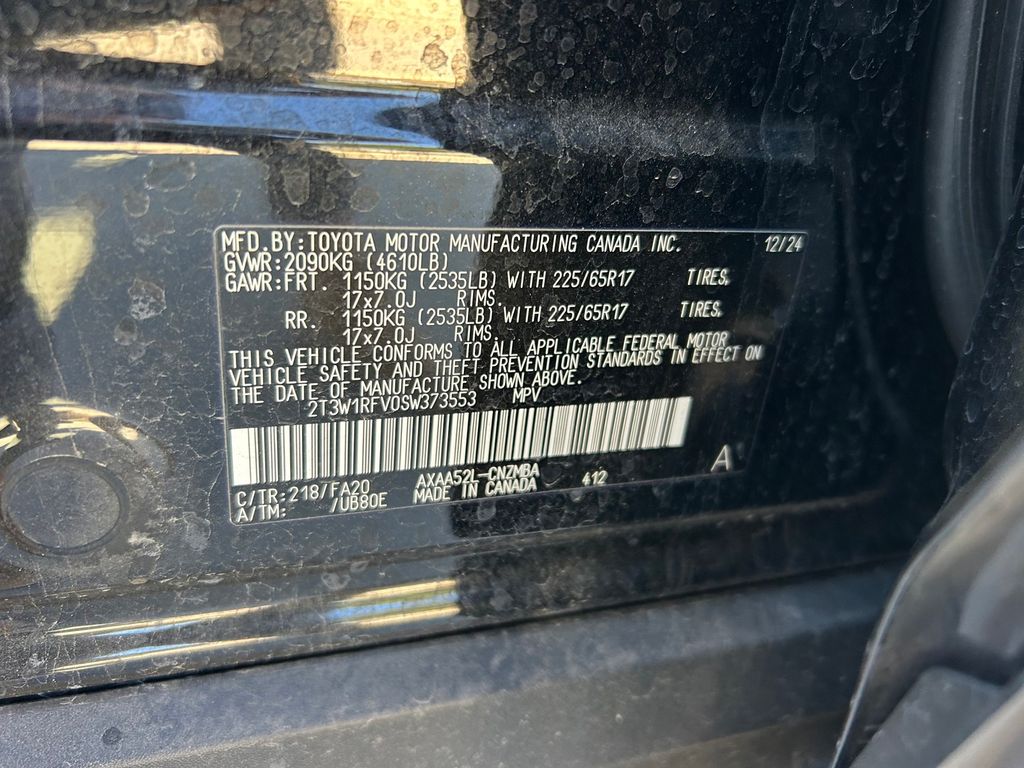 MFD.BY:TOYOTA MOTOR MANUFACTURING CANADA INC. 12/24
GVWR:2090KG (4610LB)
GAWR:FRT. 1150KG (2535LB) WITH 225/65R17 TIRES,
17x7.0J RIMS.
RR. 1150KG (2535LB) WITH 225/65R17 TIRES,
17x7.0J RIMS.
THIS VEHICLE CONFORMS TO ALL APPLICABLE FEDERAL MOTOR
VEHICLE SAFETY AND THEFT PREVENTION STANDARDS IN EFFECT ON
THE DATE OF MANUFACTURE SHOWN ABOVE.
2T3W1RFV0SW373553 MPV
C/TR:218/FA20 AXAA52L-CNZMBA 412 A
A/TM: /UB80E MADE IN CANADA